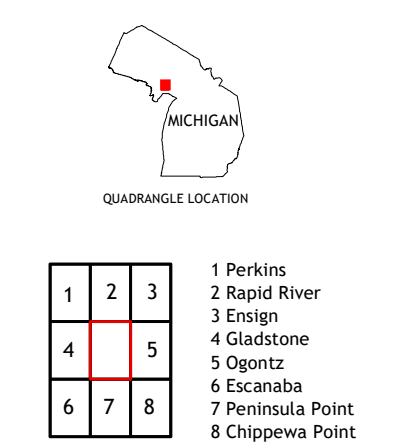 MICHIGAN
QUADRANGLE LOCATION
1 2 3
4 5
6 7 8
1 Perkins
2 Rapid River
3 Ensign
4 Gladstone
5 Ogontz
6 Escanaba
7 Peninsula Point
8 Chippewa Point